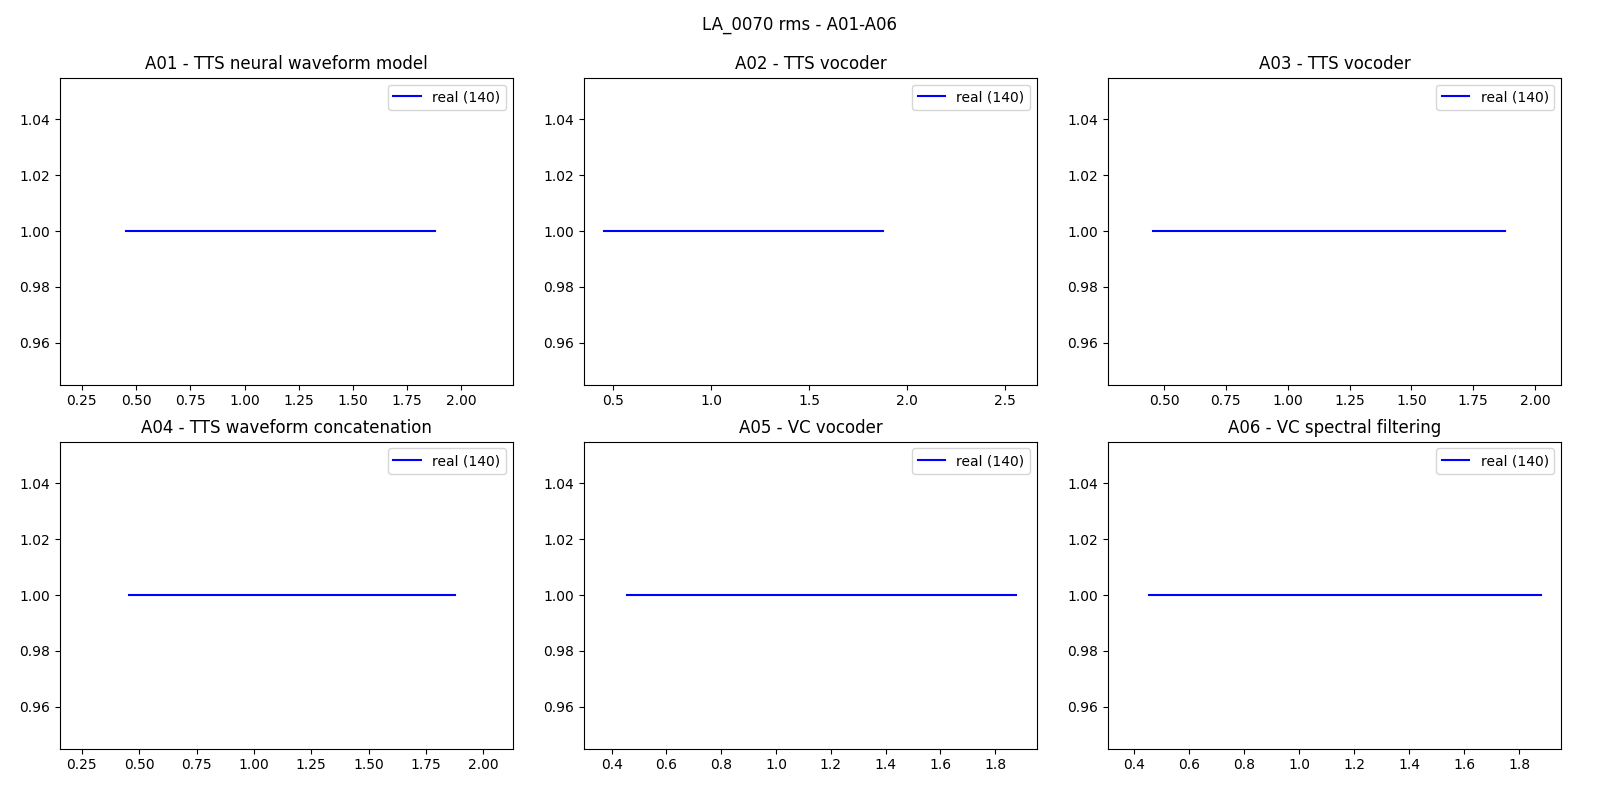 LA_0070 rms - A01-A06
A01 - TTS neural waveform model
real (140)
1.04
1.02
1.00
0.98
0.96
0.25 0.50 0.75 1.00 1.25 1.50 1.75 2.00
A02 - TTS vocoder
real (140)
1.04
1.02
1.00
0.98
0.96
0.5 1.0 1.5 2.0 2.5
A03 - TTS vocoder
real (140)
1.04
1.02
1.00
0.98
0.96
0.50 0.75 1.00 1.25 1.50 1.75 2.00
A04 - TTS waveform concatenation
real (140)
1.04
1.02
1.00
0.98
0.96
0.25 0.50 0.75 1.00 1.25 1.50 1.75 2.00
A05 - VC vocoder
real (140)
1.04
1.02
1.00
0.98
0.96
0.4 0.6 0.8 1.0 1.2 1.4 1.6 1.8
A06 - VC spectral filtering
real (140)
1.04
1.02
1.00
0.98
0.96
0.4 0.6 0.8 1.0 1.2 1.4 1.6 1.8